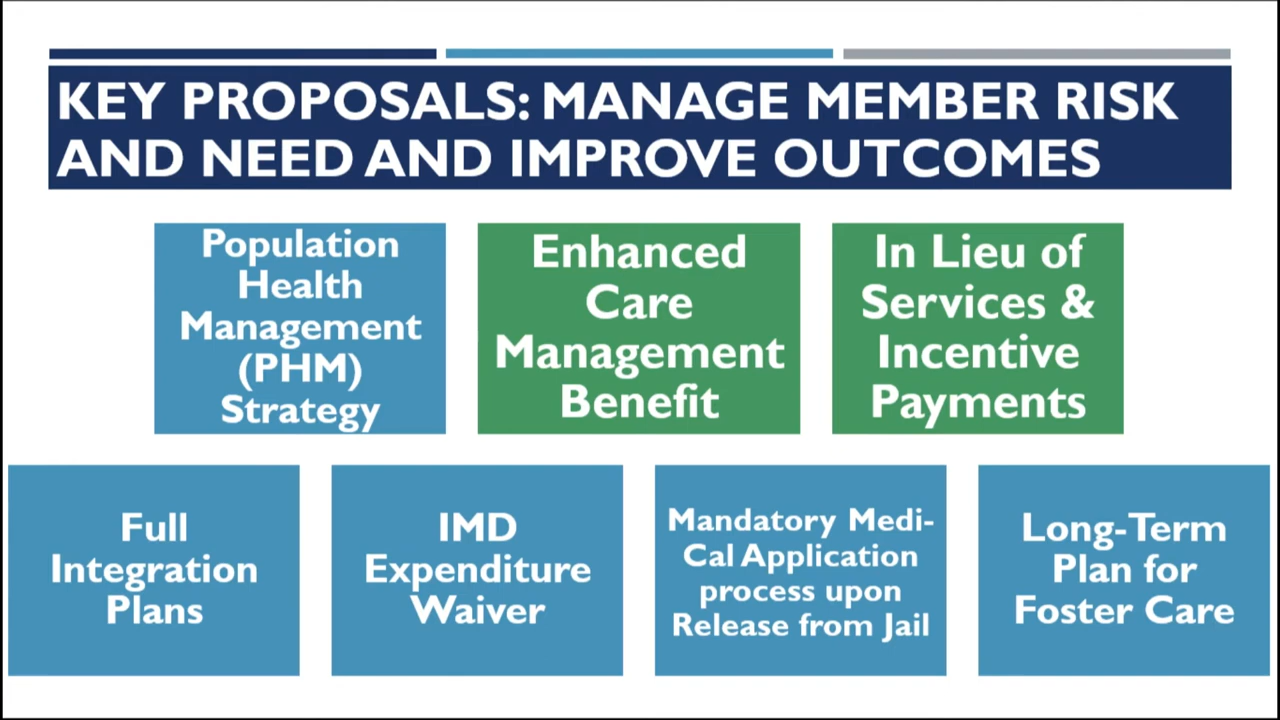 KEY PROPOSALS: MANAGE MEMBER RISK
AND NEED AND IMPROVE OUTCOMES
Population
Health
Management
(PHM)
Strategy
Enhanced
Care
Management
Benefit
In Lieu of
Services &
Incentive
Payments
Full
Integration
Plans
IMD
Expenditure
Waiver
Mandatory Medi-
Cal Application
process upon
Release from Jail
Long-Term
Plan for
Foster Care